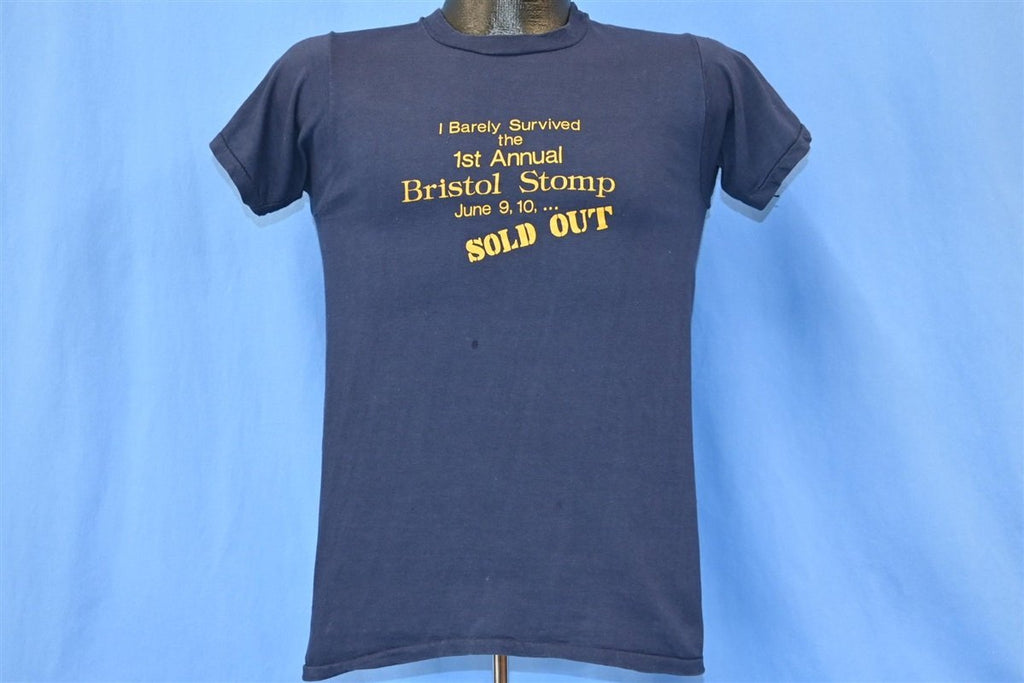 I Barely Survived
the
1st Annual
Bristol Stomp
June 9, 10, ...
SOLD OUT